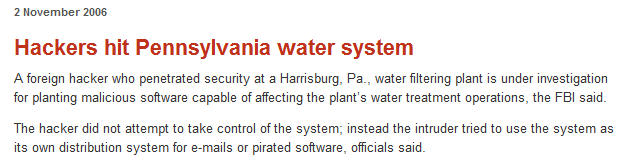 2 November 2006
Hackers hit Pennsylvania water system
A foreign hacker who penetrated security at a Harrisburg, Pa., water filtering plant is under investigation
for planting malicious software capable of affecting the plant's water treatment operations, the FBI said.
The hacker did not attempt to take control of the system; instead the intruder tried to use the system as
its own distribution system for e-mails or pirated software, officials said.